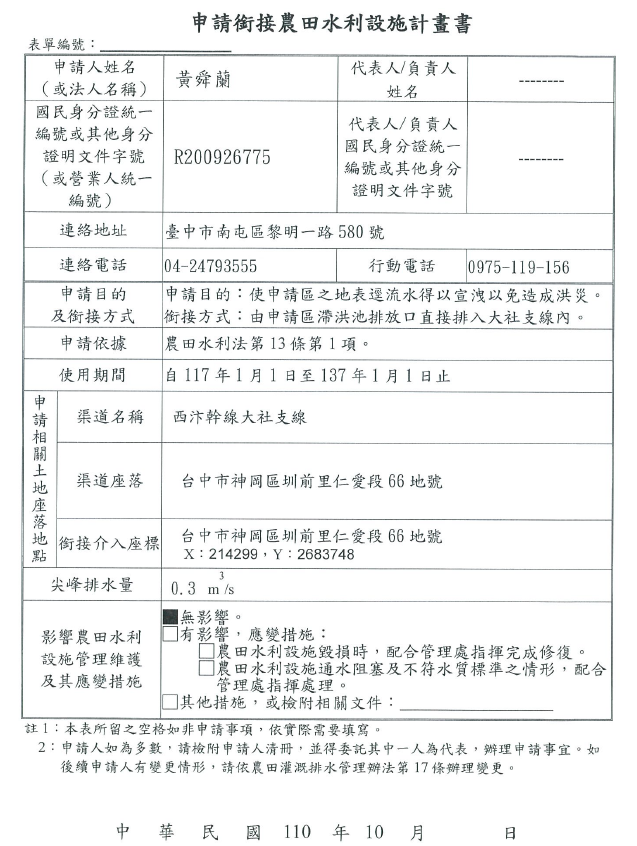 申請銜接農田水利設施計畫書
表單編號：
申請人姓名
（或法人名稱）
黃舜蘭
代表人/負責人
姓名
--------
國民身分證統一
編號或其他身分
證明文件字號
（或營業人統一
編號）
R200926775
代表人/負責人
國民身分證統一
編號或其他身分
證明文件字號
--------
連絡地址
臺中市南屯區黎明一路 580 號
連絡電話
04-24793555
行動電話
0975-119-156
申請目的
及銜接方式
申請目的：使申請區之地表逕流水得以宣洩以免造成洪災。
銜接方式：由申請區滯洪池排放口直接排入大社支線內。
申請依據
農田水利法第 13 條第 1 項。
使用期間
自 117 年 1 月 1 日至 137 年 1 月 1 日止
申請相關土地座落地點
渠道名稱
西汴幹線大社支線
渠道座落
台中市神岡區圳前里仁愛段 66 地號
銜接介入座標
台中市神岡區圳前里仁愛段 66 地號
X：214299，Y：2683748
尖峰排水量
0.3 m³/s
影響農田水利
設施管理維護
及其應變措施
■無影響。
□有影響，應變措施：
□農田水利設施毀損時，配合管理處指揮完成修復。
□農田水利設施通水阻塞及不符水質標準之情形，配合
管理處指揮處理。
□其他措施，或檢附相關文件：
註 1：本表所留之空格如非申請事項，依實際需要填寫。
2：申請人如為多數，請檢附申請人清冊，並得委託其中一人為代表，辦理申請事宜。如
後續申請人有變更情形，請依農田灌溉排水管理辦法第 17 條辦理變更。
中 華 民 國 110 年 10 月 日